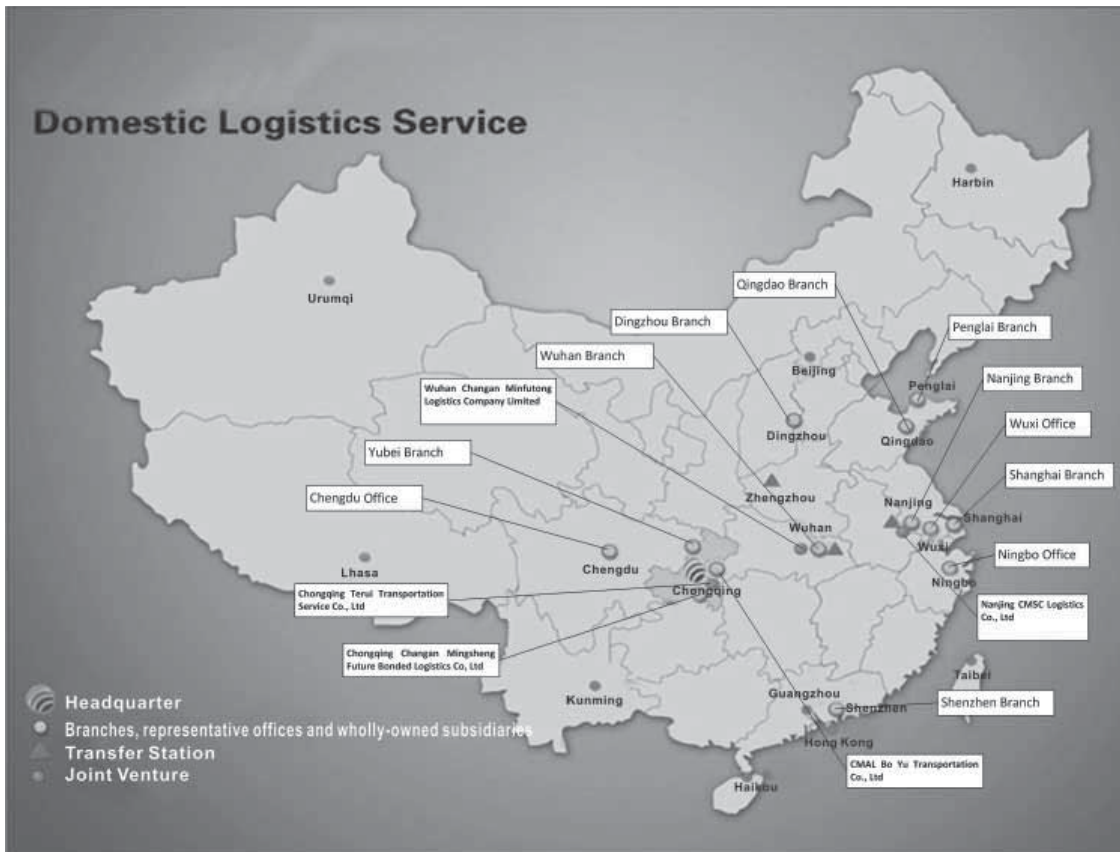 Domestic Logistics Service
Harbin
Urumqi
Qingdao Branch
Dingzhou Branch
Penglai Branch
Wuhan Branch
Beijing
Nanjing Branch
Wuhan Changan Minfutong
Logistics Company Limited
Penglai
Wuxi Office
Dingzhou
Qingdao
Yubei Branch
Shanghai Branch
Chengdu Office
Zhengzhou
Nanjing
Shanghai
Wuhan
Wuxi
Ningbo Office
Lhasa
Chengdu
Ningbo
Chongqing Terui Transportation
Service Co., Ltd
Chongqing
Nanjing CMSC Logistics
Co., Ltd
Chongqing Changan Mingsheng
Future Bonded Logistics Co, Ltd
Taibei
Kunming
Guangzhou
Shenzhen
Shenzhen Branch
Headquarter
Branches, representative offices and wholly-owned subsidiaries
Hong Kong
Transfer Station
CMAL Bo Yu Transportation
Co., Ltd
Joint Venture
Haikou